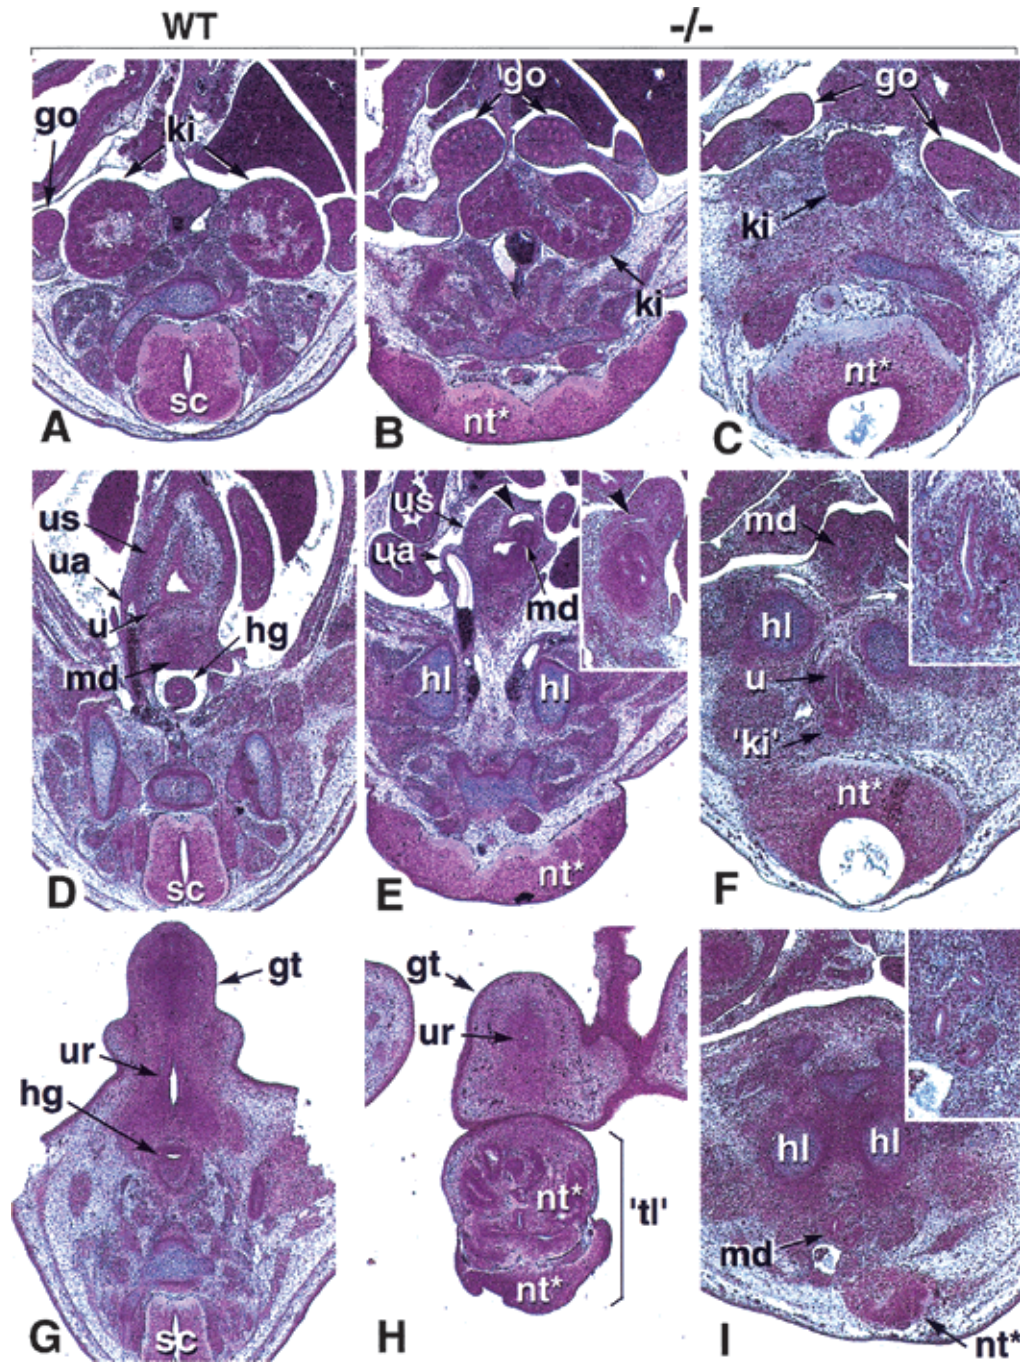 WT
-/-
go
ki
sc
A
go
ki
nt*
B
go
ki
nt*
C
us
ua
u
hg
md
sc
D
us
ua
md
hl
hl
nt*
E
md
hl
u
'ki'
nt*
F
gt
ur
hg
sc
G
gt
ur
nt*
'tl'
nt*
H
hl
hl
md
nt*
I